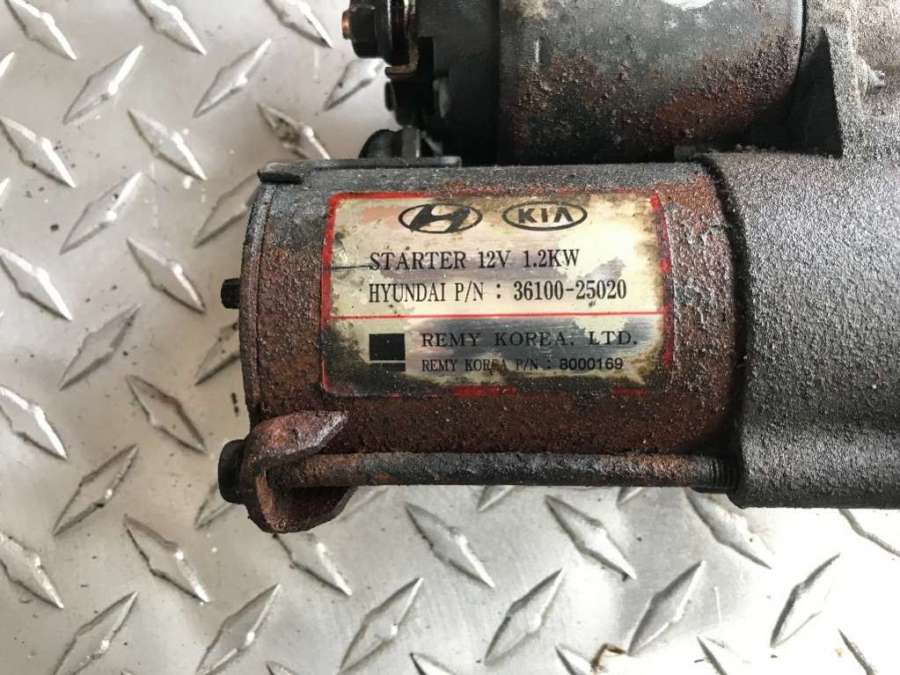 KIA
STARTER 12V 1.2KW
HYUNDAI P/N : 36100-25020
REMY KOREA. LTD.
REMY KOREA P/N : 8000169